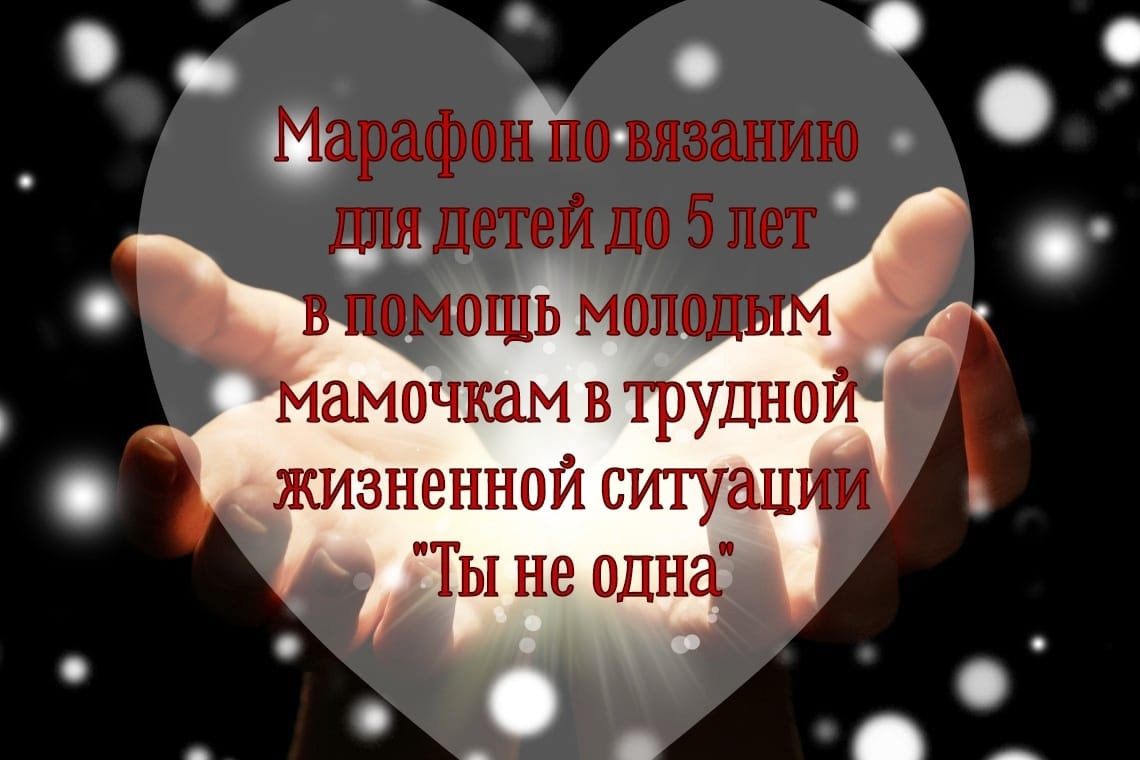 Марафон по вязанию
для детей до 5 лет
в помощь молодым
мамочкам в трудной
жизненной ситуации
"Ты не одна"